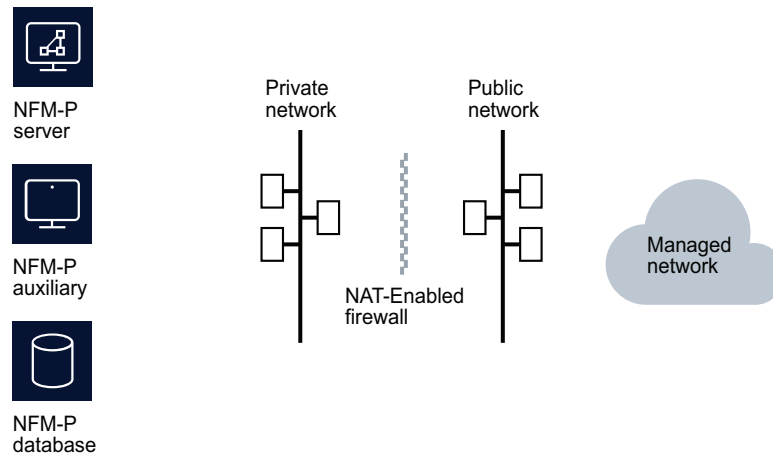 NFM-P
server
NFM-P
auxiliary
NFM-P
database
Private
network
NAT-Enabled
firewall
Public
network
Managed
network